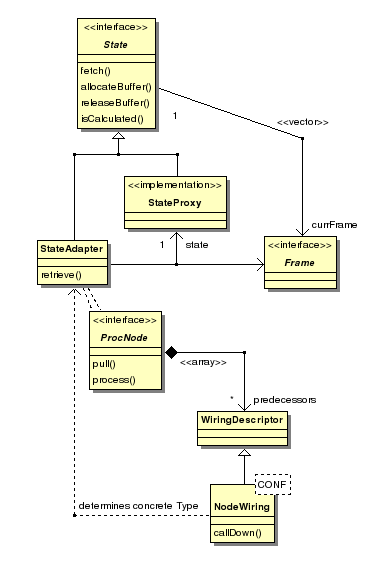 <<interface>>
State
fetch()
allocateBuffer()
releaseBuffer()
isCalculated()
1
<<vector>>
<<implementation>>
StateProxy
currFrame
1
state
StateAdapter
retrieve()
<<interface>>
Frame
<<interface>>
ProcNode
pull()
process()
<<array>>
*
predecessors
WiringDescriptor
CONF
NodeWiring
determines concrete Type
callDown()